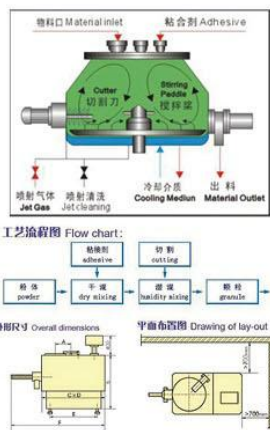 物料口 Material inlet
粘合剂 Adhesive
Cutter
切割刀
Stirring
Paddle
搅拌桨
喷射气体
Jet Gas
喷射清洗
Jet cleaning
冷却介质
Cooling Mediun
出 料
Material Outlet
工艺流程图 Flow chart:
粘接剂
adhesive
切 割
cutting
粉 体
powder
干 混
dry mixing
湿 混
humidity mixing
颗 粒
granule
外形尺寸 Overall dimensions
平面布置图 Drawing of lay-out
A
C×D
E
F
>700